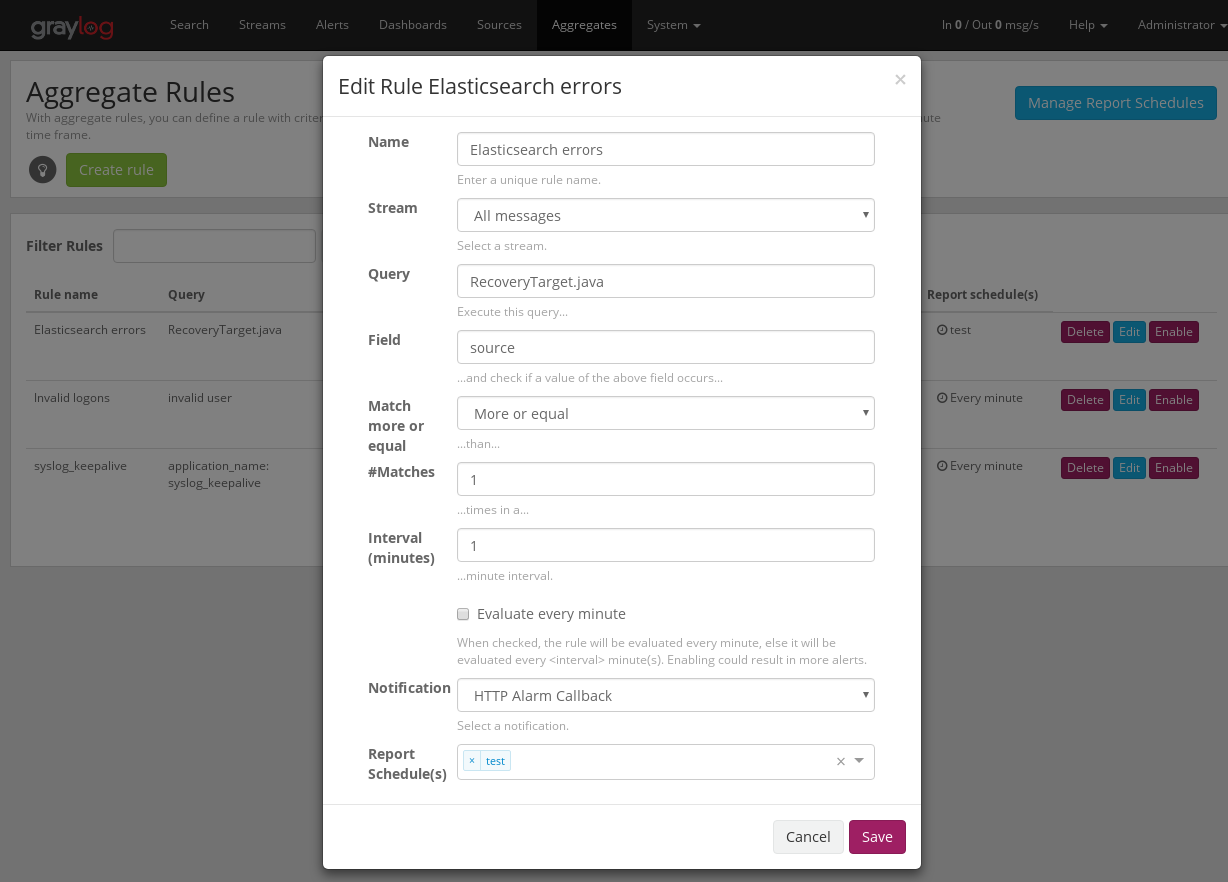 graylog
Search Streams Alerts Dashboards Sources Aggregates System In 0 / Out 0 msg/s Help Administrator
Aggregate Rules
With aggregate rules, you can define a rule with criter
ute
time frame.
Create rule
Manage Report Schedules
Filter Rules
Rule name Query Report schedule(s)
Elasticsearch errors RecoveryTarget.java test Delete Edit Enable
Invalid logons invalid user Every minute Delete Edit Enable
syslog_keepalive application_name: Every minute Delete Edit Enable
syslog_keepalive
Edit Rule Elasticsearch errors ×
Name Elasticsearch errors
Enter a unique rule name.
Stream All messages
Select a stream.
Query RecoveryTarget.java
Execute this query...
Field source
...and check if a value of the above field occurs...
Match More or equal
more or
equal
...than...
#Matches 1
...times in a...
Interval 1
(minutes)
...minute interval.
Evaluate every minute
When checked, the rule will be evaluated every minute, else it will be
evaluated every <interval> minute(s). Enabling could result in more alerts.
Notification HTTP Alarm Callback
Select a notification.
Report × test ×
Schedule(s)
Cancel Save